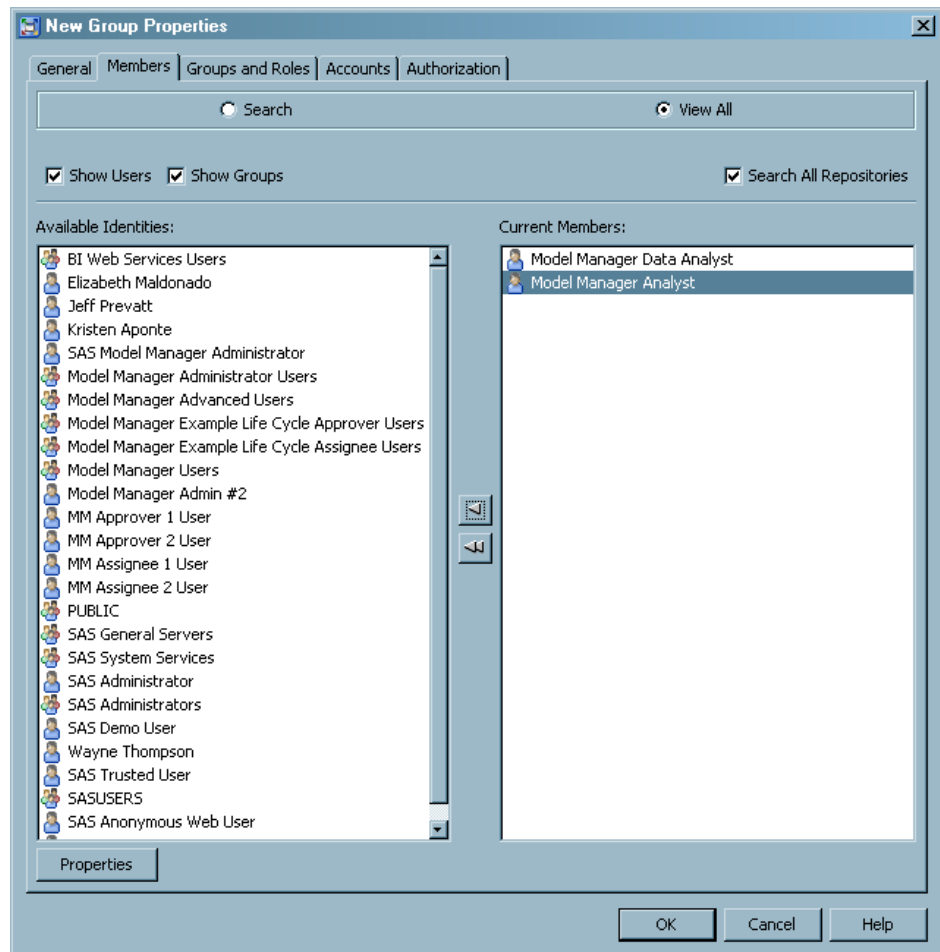 New Group Properties
General Members Groups and Roles Accounts Authorization
Search View All
Show Users Show Groups Search All Repositories
Available Identities: Current Members:
BI Web Services Users
Elizabeth Maldonado
Jeff Prevatt
Kristen Aponte
SAS Model Manager Administrator
Model Manager Administrator Users
Model Manager Advanced Users
Model Manager Example Life Cycle Approver Users
Model Manager Example Life Cycle Assignee Users
Model Manager Users
Model Manager Admin #2
MM Approver 1 User
MM Approver 2 User
MM Assignee 1 User
MM Assignee 2 User
PUBLIC
SAS General Servers
SAS System Services
SAS Administrator
SAS Administrators
SAS Demo User
Wayne Thompson
SAS Trusted User
SASUSERS
SAS Anonymous Web User
Model Manager Data Analyst
Model Manager Analyst
Properties
OK Cancel Help